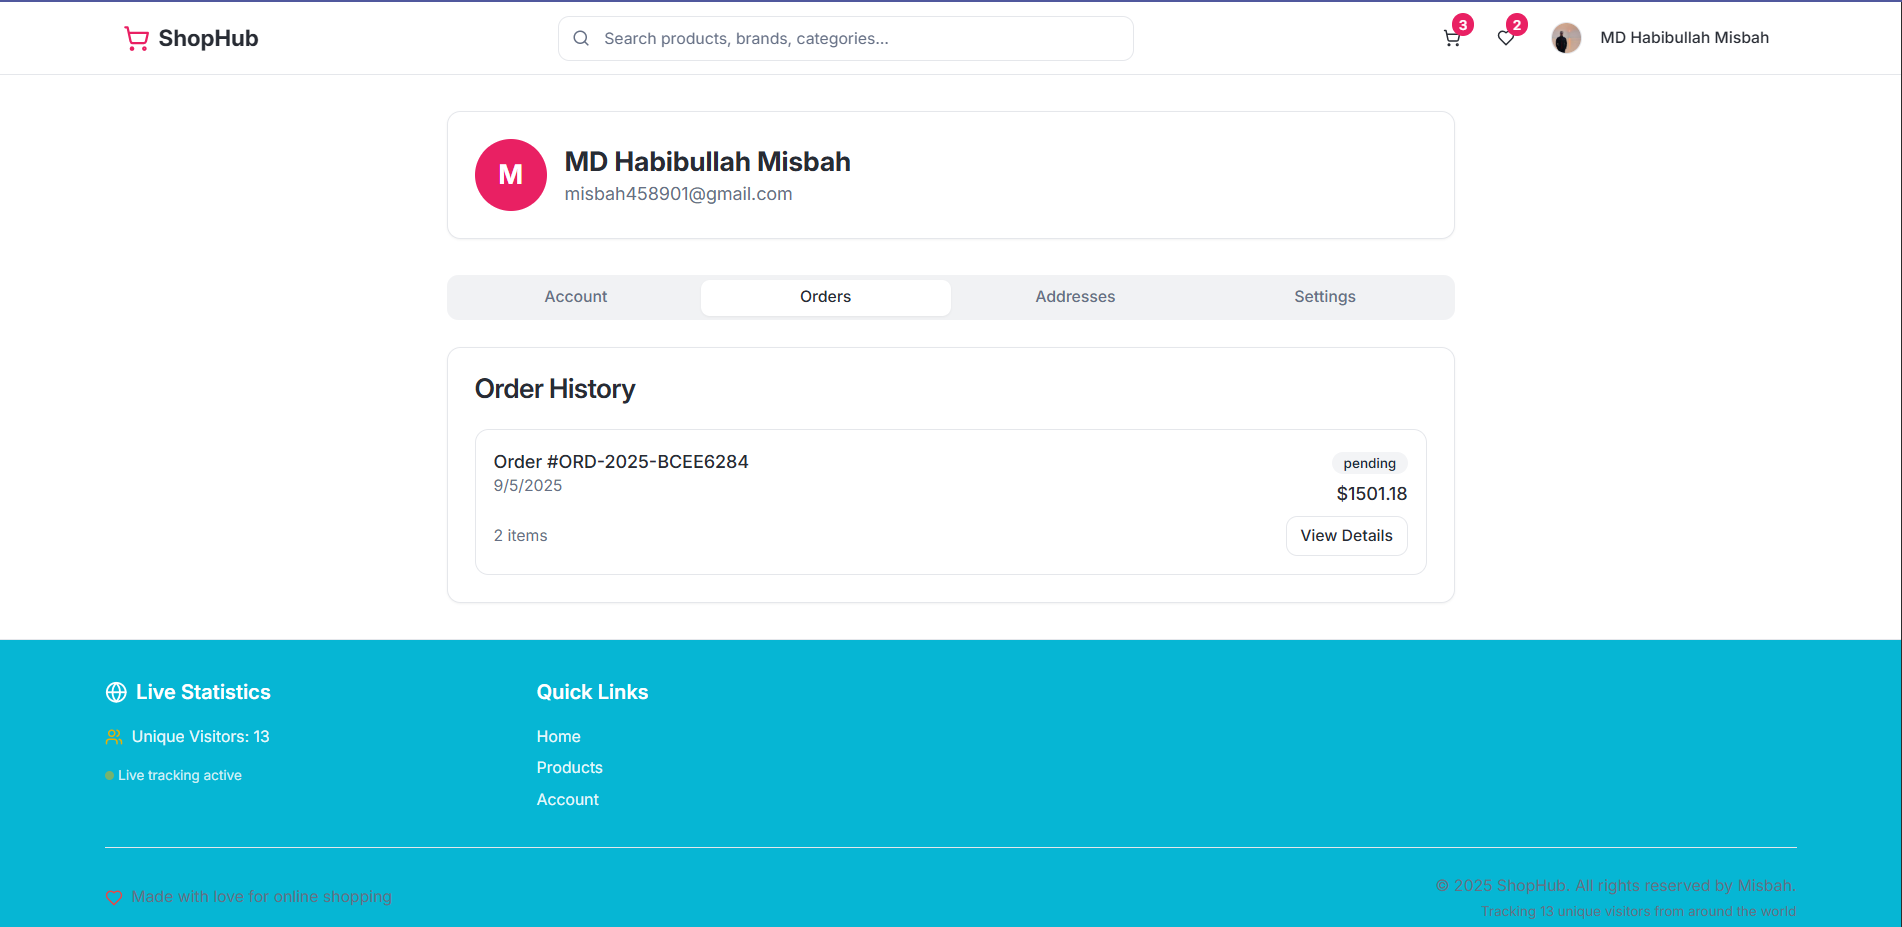 ShopHub
Search products, brands, categories...
3
2
MD Habibullah Misbah
M
MD Habibullah Misbah
misbah458901@gmail.com
Account
Orders
Addresses
Settings
Order History
Order #ORD-2025-BCEE6284
9/5/2025
pending
$1501.18
2 items
View Details
Live Statistics
Unique Visitors: 13
Live tracking active
Quick Links
Home
Products
Account
Made with love for online shopping
© 2025 ShopHub. All rights reserved by Misbah.
Tracking 13 unique visitors from around the world